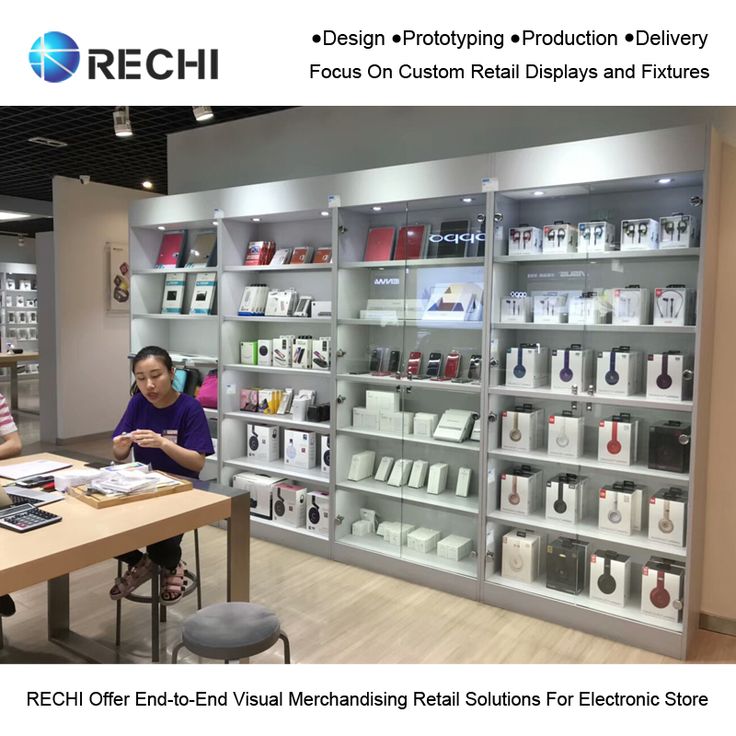 RECHI
•Design •Prototyping •Production •Delivery
Focus On Custom Retail Displays and Fixtures
oppo
RECHI Offer End-to-End Visual Merchandising Retail Solutions For Electronic Store